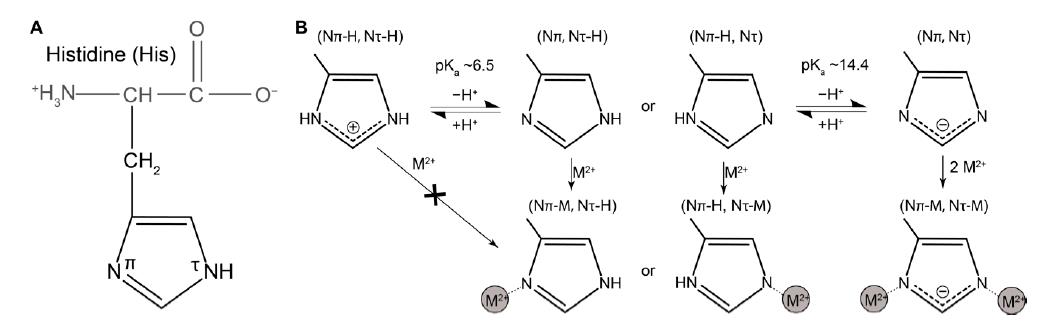 A
Histidine (His)
O
⁺H₃N
CH
C
O⁻
CH₂
N
π
τ
NH
B
(Nπ-H, Nτ-H)
(Nπ, Nτ-H)
(Nπ-H, Nτ)
(Nπ, Nτ)
pKₐ ~6.5
−H⁺
+H⁺
pKₐ ~14.4
−H⁺
+H⁺
HN
⊕
NH
N
NH
or
HN
N
N
⊖
N
M²⁺
M²⁺
M²⁺
2 M²⁺
(Nπ-M, Nτ-H)
(Nπ-H, Nτ-M)
(Nπ-M, Nτ-M)
M²⁺
N
NH
or
HN
N
M²⁺
M²⁺
N
⊖
N
M²⁺